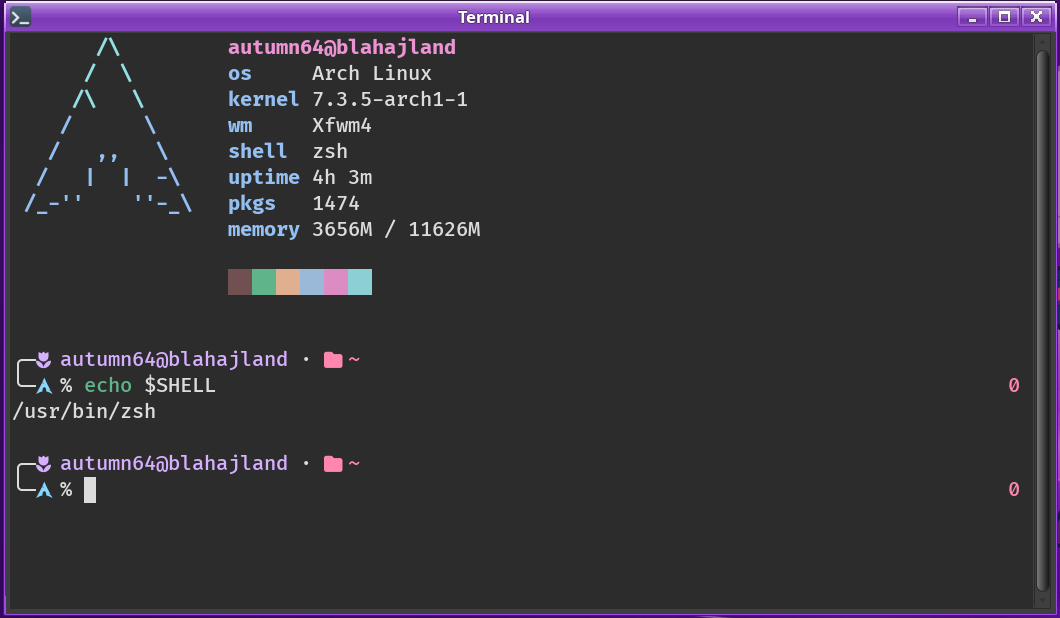 Terminal
autumn64@blahajland
os Arch Linux
kernel 7.3.5-arch1-1
wm Xfwm4
shell zsh
uptime 4h 3m
pkgs 1474
memory 3656M / 11626M
autumn64@blahajland · ~
% echo $SHELL 0
/usr/bin/zsh
autumn64@blahajland · ~
% 0